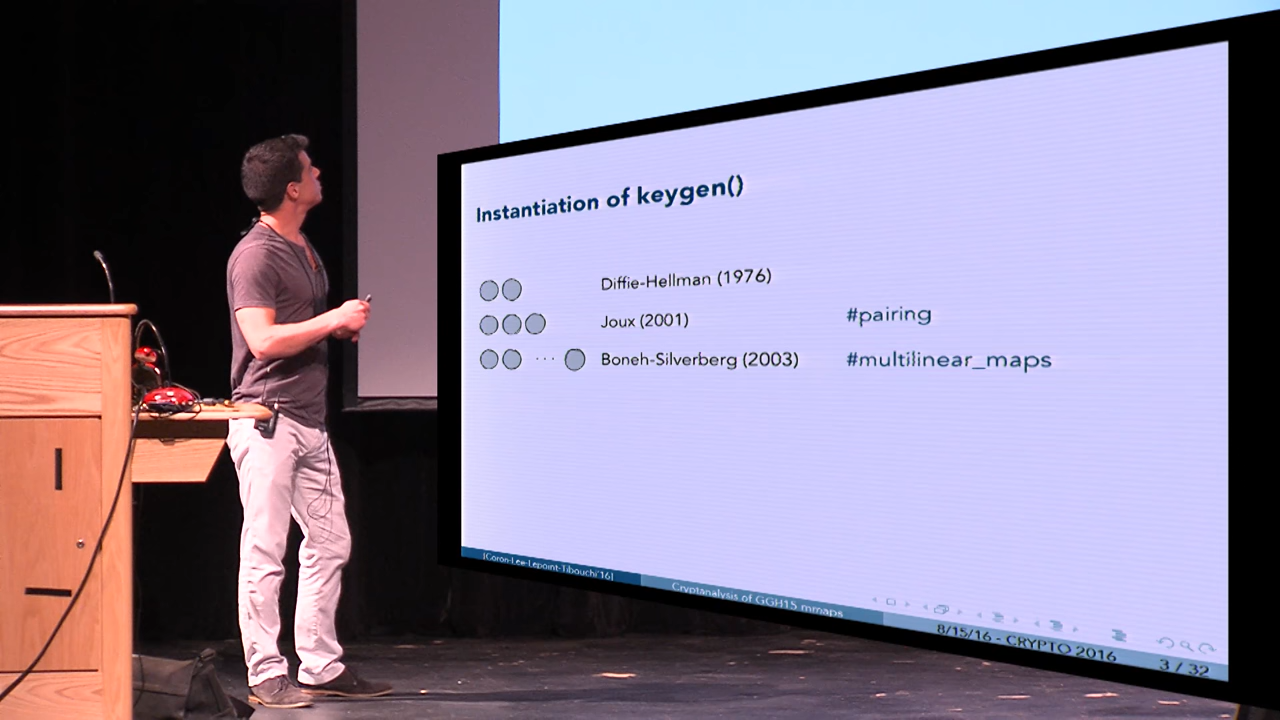 Instantiation of keygen()
Diffie-Hellman (1976)
Joux (2001) #pairing
··· Boneh-Silverberg (2003) #multilinear_maps
[Coron-Lee-Lepoint-Tibouchi'16]
Cryptanalysis of GGH15 mmaps
8/15/16 - CRYPTO 2016
3 / 32